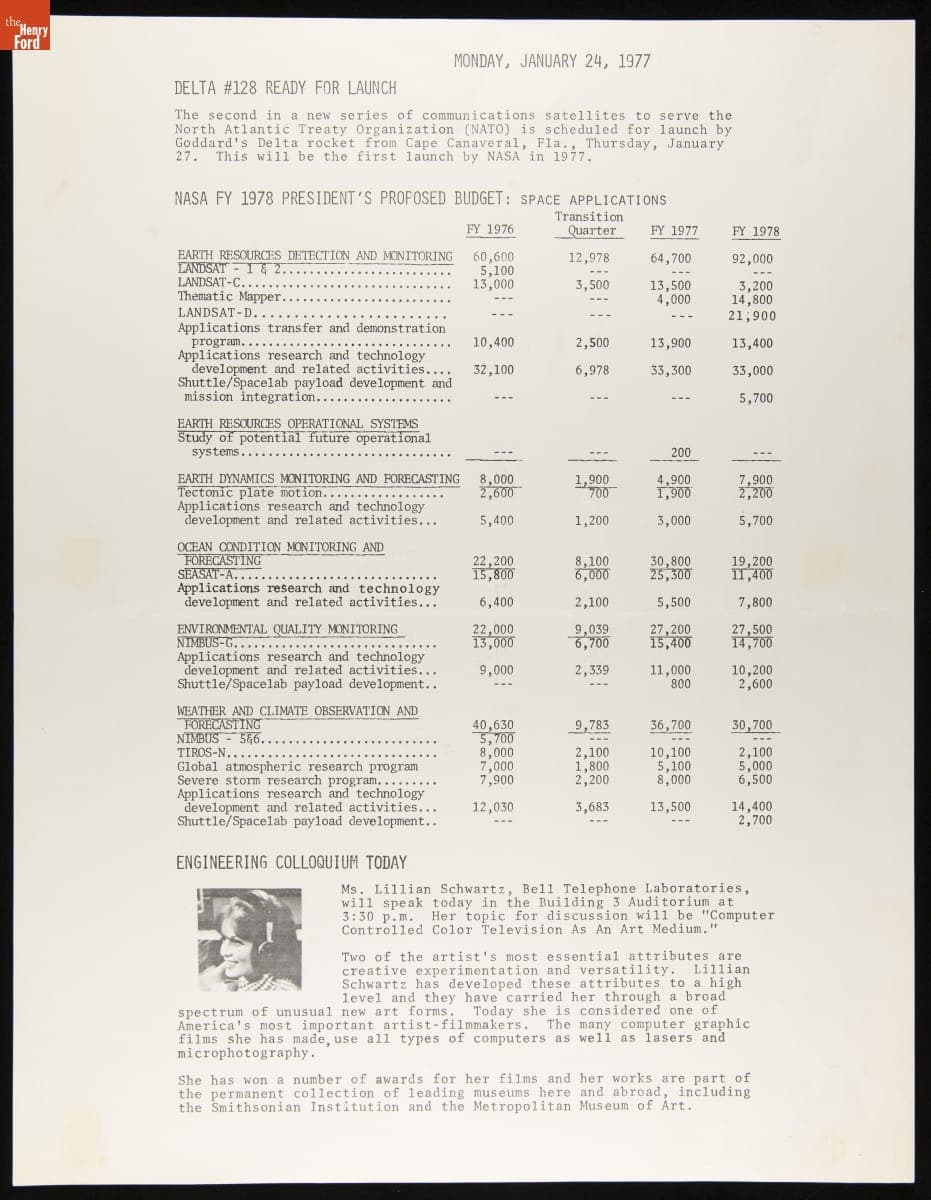 the
Henry
Ford
MONDAY, JANUARY 24, 1977
DELTA #128 READY FOR LAUNCH
The second in a new series of communications satellites to serve the
North Atlantic Treaty Organization (NATO) is scheduled for launch by
Goddard's Delta rocket from Cape Canaveral, Fla., Thursday, January
27. This will be the first launch by NASA in 1977.
NASA FY 1978 PRESIDENT'S PROPOSED BUDGET: SPACE APPLICATIONS
Transition
FY 1976 Quarter FY 1977 FY 1978
EARTH RESOURCES DETECTION AND MONITORING 60,600 12,978 64,700 92,000
LANDSAT - 1 & 2......................... 5,100 --- --- ---
LANDSAT-C............................... 13,000 3,500 13,500 3,200
Thematic Mapper......................... --- --- 4,000 14,800
LANDSAT-D....................... --- --- --- 21,900
Applications transfer and demonstration
program............................... 10,400 2,500 13,900 13,400
Applications research and technology
development and related activities.... 32,100 6,978 33,300 33,000
Shuttle/Spacelab payload development and
mission integration.................... --- --- --- 5,700
EARTH RESOURCES OPERATIONAL SYSTEMS
Study of potential future operational
systems............................... --- --- 200 ---
EARTH DYNAMICS MONITORING AND FORECASTING 8,000 1,900 4,900 7,900
Tectonic plate motion.................. 2,600 700 1,900 2,200
Applications research and technology
development and related activities... 5,400 1,200 3,000 5,700
OCEAN CONDITION MONITORING AND
FORECASTING 22,200 8,100 30,800 19,200
SEASAT-A.............................. 15,800 6,000 25,300 11,400
Applications research and technology
development and related activities... 6,400 2,100 5,500 7,800
ENVIRONMENTAL QUALITY MONITORING 22,000 9,039 27,200 27,500
NIMBUS-G.............................. 13,000 6,700 15,400 14,700
Applications research and technology
development and related activities... 9,000 2,339 11,000 10,200
Shuttle/Spacelab payload development.. --- --- 800 2,600
WEATHER AND CLIMATE OBSERVATION AND
FORECASTING 40,630 9,783 36,700 30,700
NIMBUS - 5&6.......................... 5,700 --- --- ---
TIROS-N............................... 8,000 2,100 10,100 2,100
Global atmospheric research program 7,000 1,800 5,100 5,000
Severe storm research program......... 7,900 2,200 8,000 6,500
Applications research and technology
development and related activities... 12,030 3,683 13,500 14,400
Shuttle/Spacelab payload development.. --- --- --- 2,700
ENGINEERING COLLOQUIUM TODAY
Ms. Lillian Schwartz, Bell Telephone Laboratories,
will speak today in the Building 3 Auditorium at
3:30 p.m. Her topic for discussion will be "Computer
Controlled Color Television As An Art Medium."
Two of the artist's most essential attributes are
creative experimentation and versatility. Lillian
Schwartz has developed these attributes to a high
level and they have carried her through a broad
spectrum of unusual new art forms. Today she is considered one of
America's most important artist-filmmakers. The many computer graphic
films she has made,use all types of computers as well as lasers and
microphotography.
She has won a number of awards for her films and her works are part of
the permanent collection of leading museums here and abroad, including
the Smithsonian Institution and the Metropolitan Museum of Art.